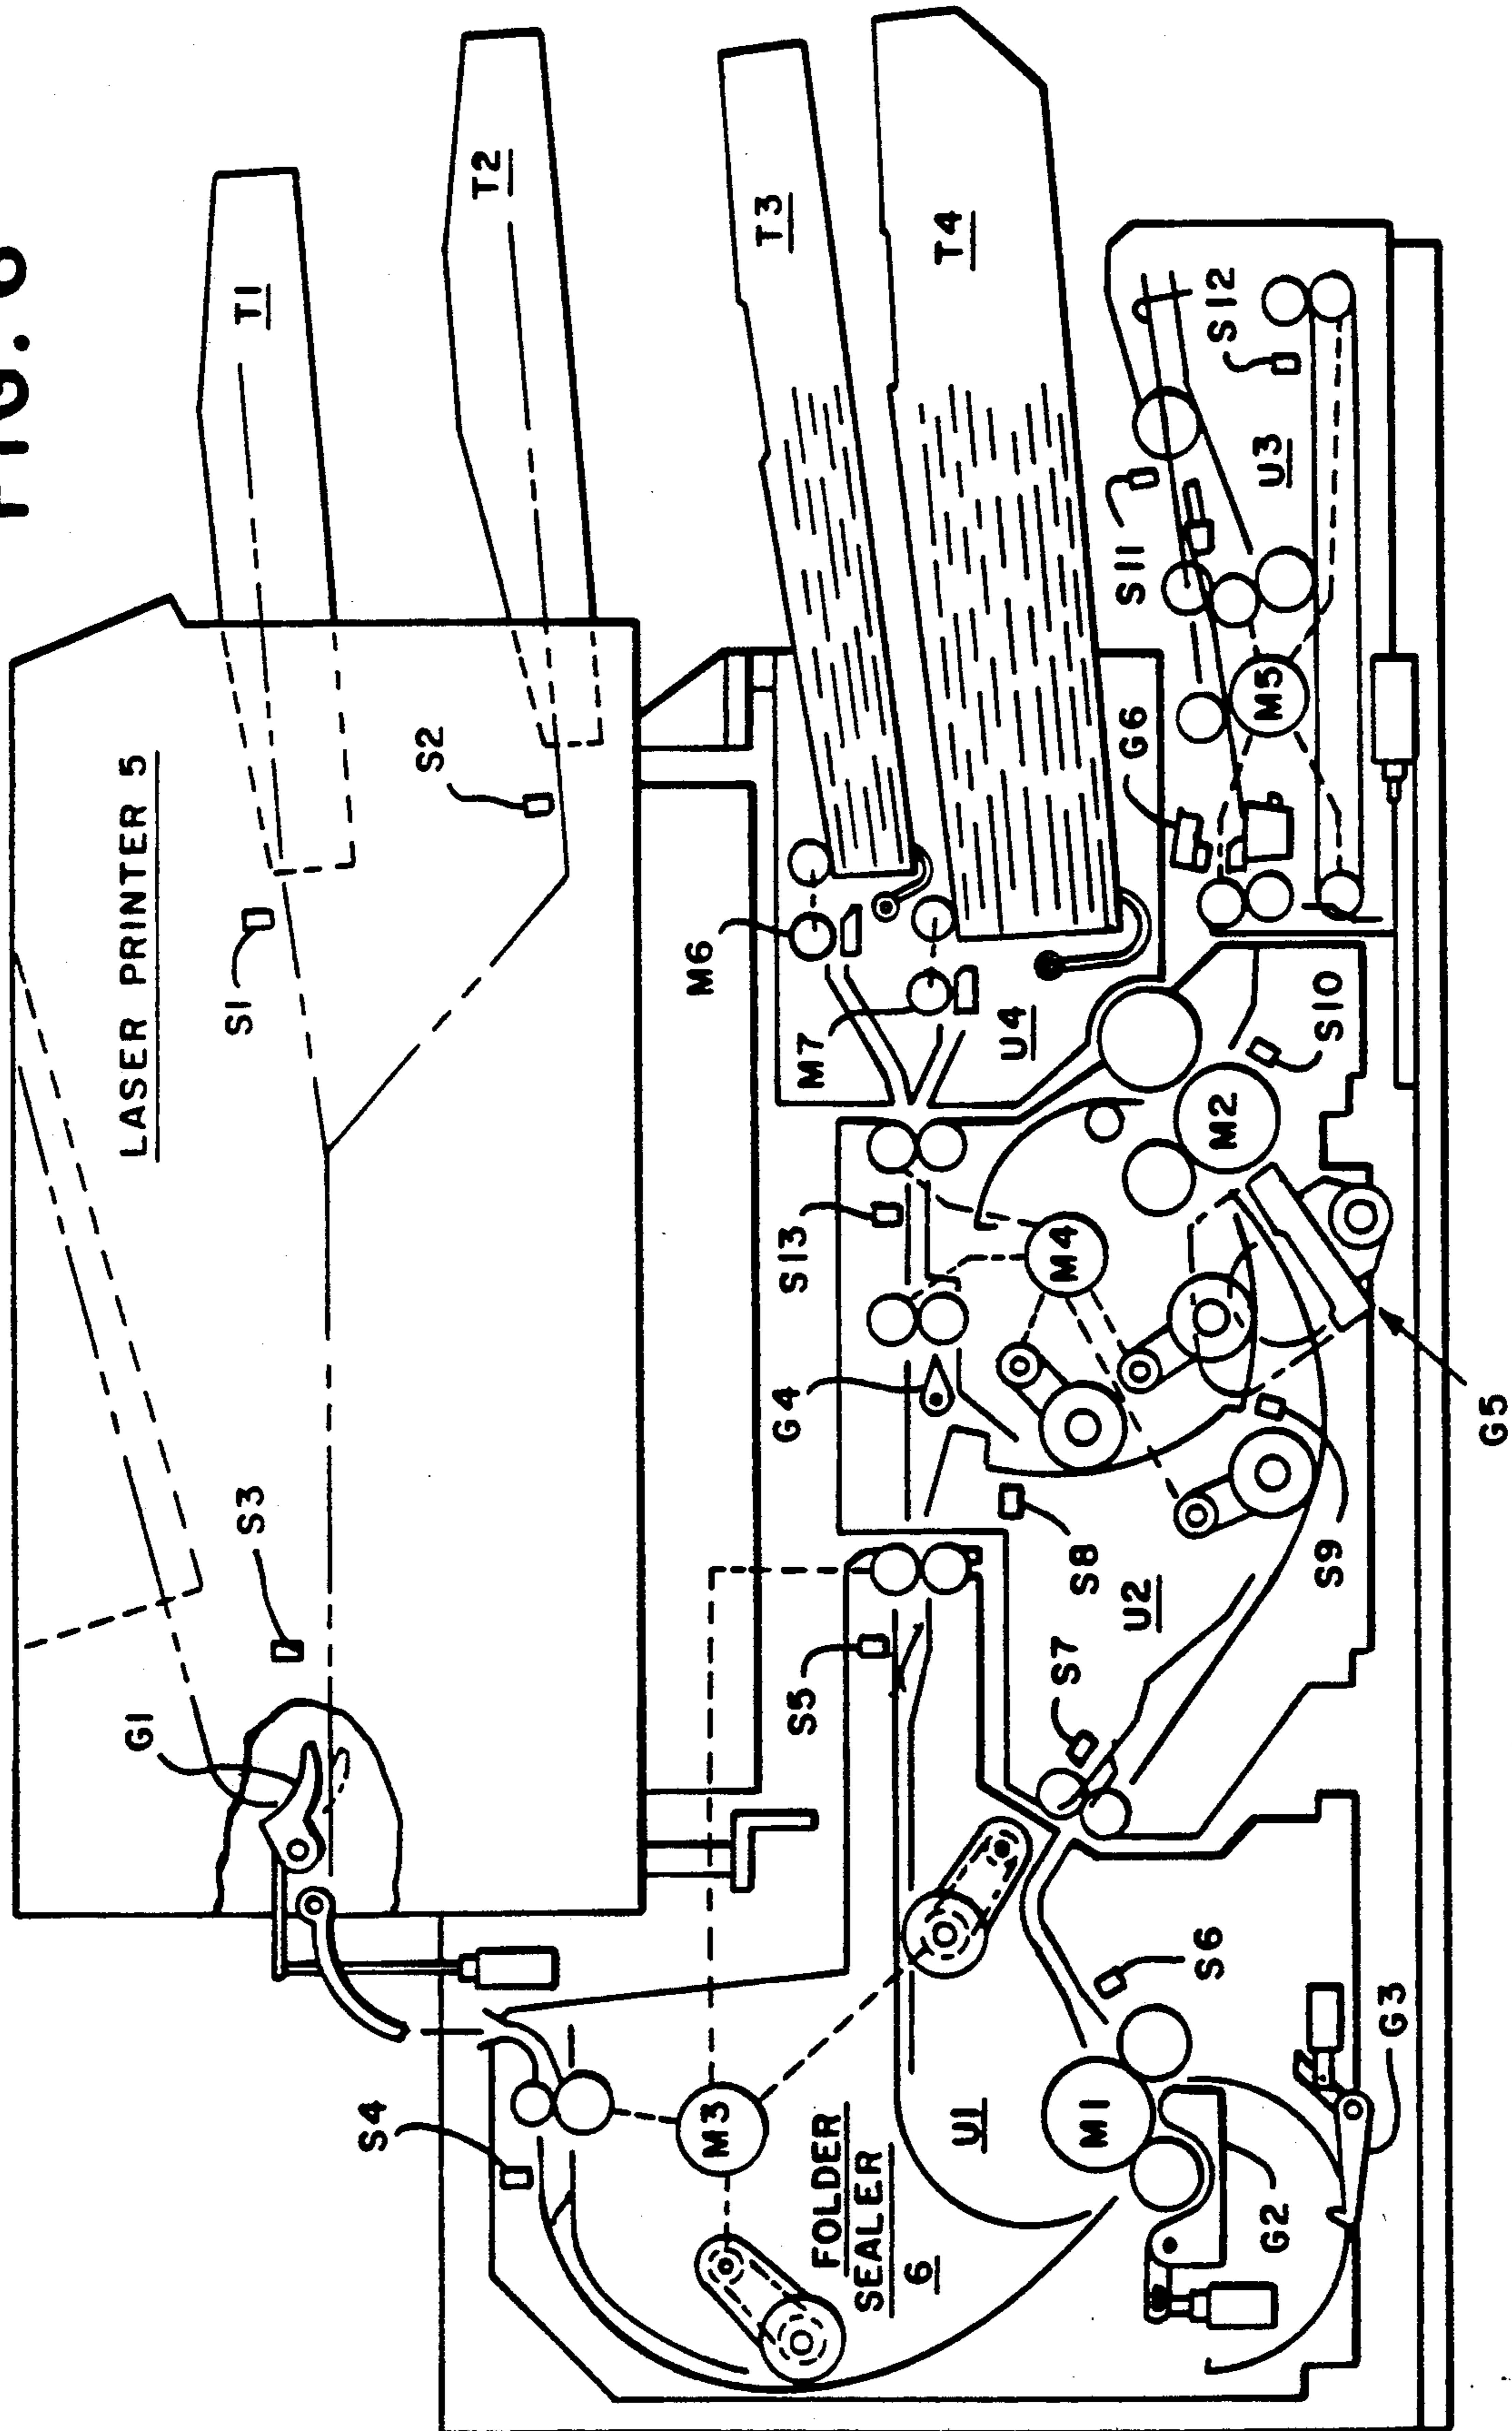 FIG.
LASER PRINTER 5
G1
S3
S1
T1
S4
S2
T2
M3
M6
T3
S5
G4
S13
M7
FOLDER
SEALER
6
T4
U1
U4
M1
S7
S8
M4
U2
G6
S11
S6
M2
S12
G2
M5
U3
S9
S10
G3
G5